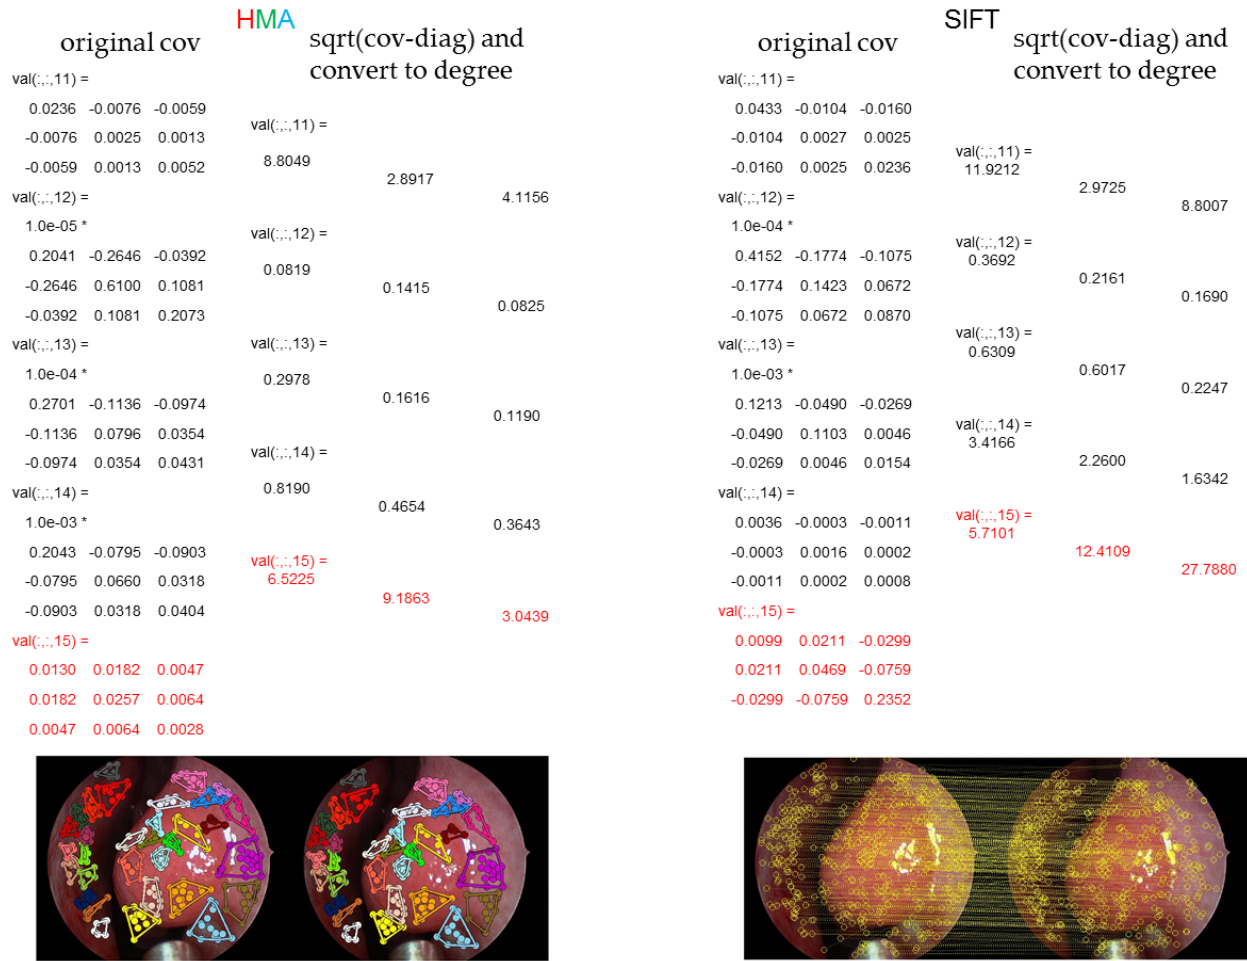 HMA
original cov
sqrt(cov-diag) and
convert to degree
val(:,:,11) =
0.0236 -0.0076 -0.0059
-0.0076 0.0025 0.0013
-0.0059 0.0013 0.0052
val(:,:,12) =
1.0e-05 *
0.2041 -0.2646 -0.0392
-0.2646 0.6100 0.1081
-0.0392 0.1081 0.2073
val(:,:,13) =
1.0e-04 *
0.2701 -0.1136 -0.0974
-0.1136 0.0796 0.0354
-0.0974 0.0354 0.0431
val(:,:,14) =
1.0e-03 *
0.2043 -0.0795 -0.0903
-0.0795 0.0660 0.0318
-0.0903 0.0318 0.0404
val(:,:,15) =
0.0130 0.0182 0.0047
0.0182 0.0257 0.0064
0.0047 0.0064 0.0028
val(:,:,11) =
8.8049
2.8917
4.1156
val(:,:,12) =
0.0819
0.1415
0.0825
val(:,:,13) =
0.2978
0.1616
0.1190
val(:,:,14) =
0.8190
0.4654
0.3643
val(:,:,15) =
6.5225
9.1863
3.0439
SIFT
original cov
sqrt(cov-diag) and
convert to degree
val(:,:,11) =
0.0433 -0.0104 -0.0160
-0.0104 0.0027 0.0025
-0.0160 0.0025 0.0236
val(:,:,12) =
1.0e-04 *
0.4152 -0.1774 -0.1075
-0.1774 0.1423 0.0672
-0.1075 0.0672 0.0870
val(:,:,13) =
1.0e-03 *
0.1213 -0.0490 -0.0269
-0.0490 0.1103 0.0046
-0.0269 0.0046 0.0154
val(:,:,14) =
0.0036 -0.0003 -0.0011
-0.0003 0.0016 0.0002
-0.0011 0.0002 0.0008
val(:,:,15) =
0.0099 0.0211 -0.0299
0.0211 0.0469 -0.0759
-0.0299 -0.0759 0.2352
val(:,:,11) =
11.9212
2.9725
8.8007
val(:,:,12) =
0.3692
0.2161
0.1690
val(:,:,13) =
0.6309
0.6017
0.2247
val(:,:,14) =
3.4166
2.2600
1.6342
val(:,:,15) =
5.7101
12.4109
27.7880